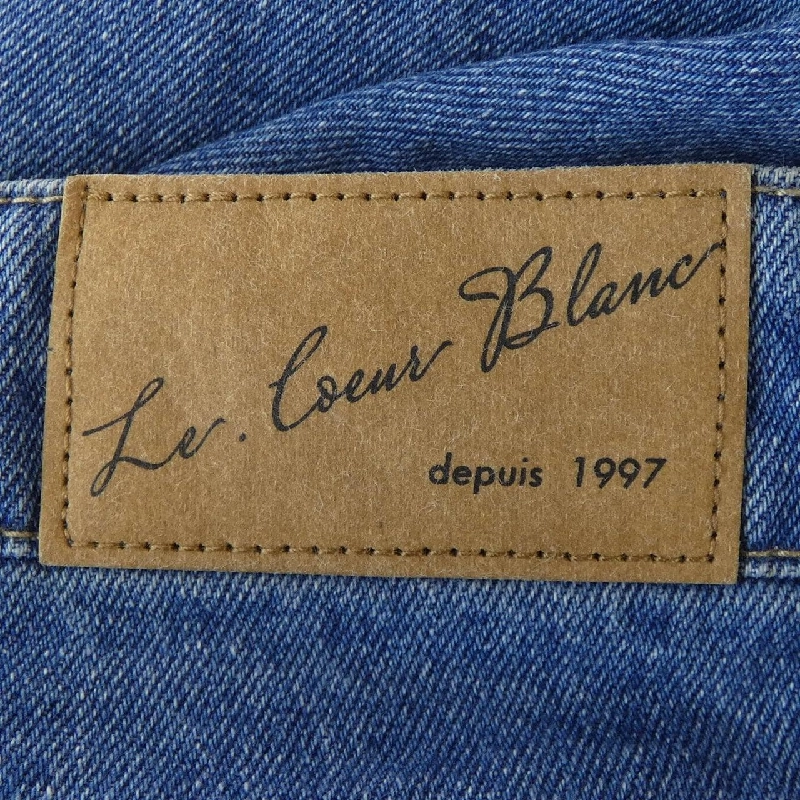 Le. Coeur Blanc
depuis 1997